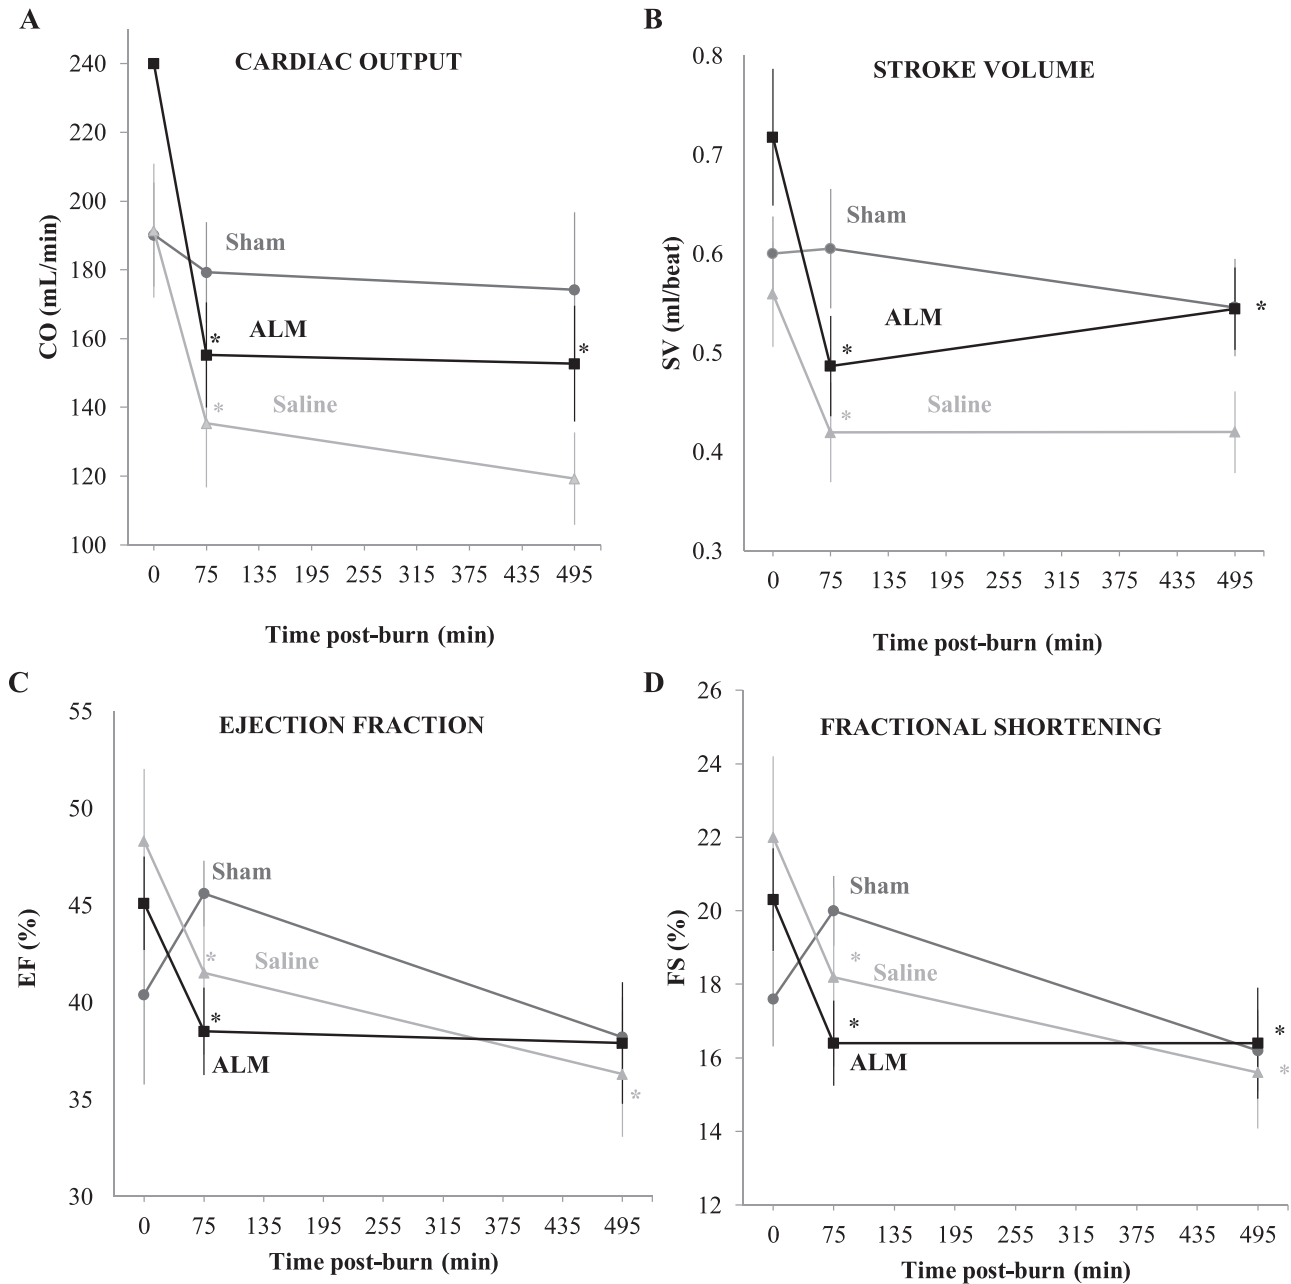 A
CARDIAC OUTPUT
CO (mL/min)
240
220
200
180
160
140
120
100
Sham
ALM
Saline
*
*
*
0 75 135 195 255 315 375 435 495
Time post-burn (min)
B
STROKE VOLUME
SV (ml/beat)
0.8
0.7
0.6
0.5
0.4
0.3
Sham
ALM
Saline
*
*
*
0 75 135 195 255 315 375 435 495
Time post-burn (min)
C
EJECTION FRACTION
EF (%)
55
50
45
40
35
30
Sham
Saline
ALM
*
*
*
0 75 135 195 255 315 375 435 495
Time post-burn (min)
D
FRACTIONAL SHORTENING
FS (%)
26
24
22
20
18
16
14
12
Sham
Saline
ALM
*
*
*
*
0 75 135 195 255 315 375 435 495
Time post-burn (min)